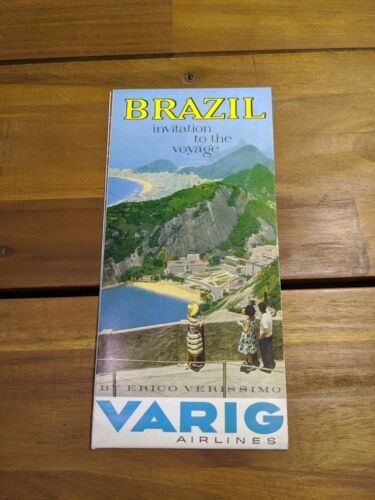 BRAZIL
invitation
to the
voyage
BY ERICO VERISSIMO
VARIG
AIRLINES